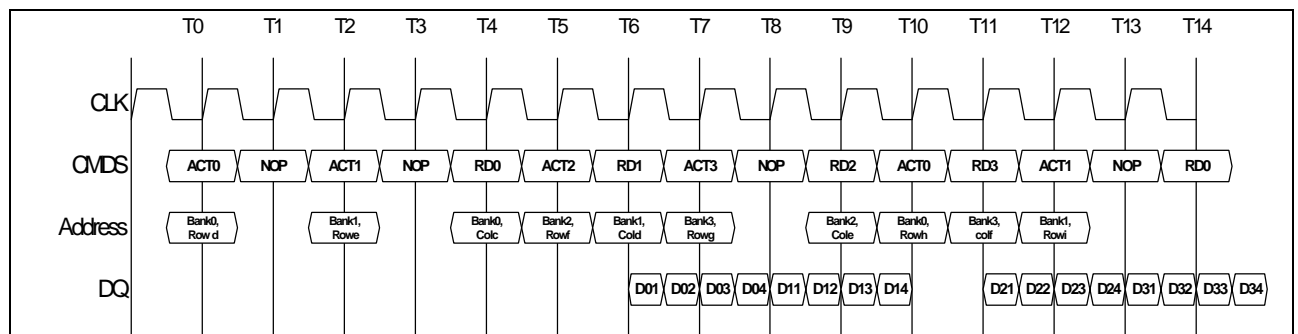 T0 T1 T2 T3 T4 T5 T6 T7 T8 T9 T10 T11 T12 T13 T14
CLK
CMDS ACT0 NOP ACT1 NOP RD0 ACT2 RD1 ACT3 NOP RD2 ACT0 RD3 ACT1 NOP RD0
Address Bank0, Bank1, Bank0, Bank2, Bank1, Bank3, Bank2, Bank0, Bank3, Bank1,
Row d Rowe Colc Rowf Cold Rowg Cole Rowh colf Rowi
DQ D01 D02 D03 D04 D11 D12 D13 D14 D21 D22 D23 D24 D31 D32 D33 D34